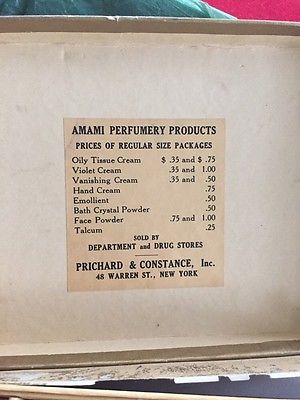 AMAMI PERFUMERY PRODUCTS
PRICES OF REGULAR SIZE PACKAGES
Oily Tissue Cream $ .35 and $ .75
Violet Cream .35 and 1.00
Vanishing Cream .35 and .50
Hand Cream .75
Emollient .50
Bath Crystal Powder .50
Face Powder .75 and 1.00
Talcum .25
SOLD BY
DEPARTMENT and DRUG STORES
PRICHARD & CONSTANCE, Inc.
48 WARREN ST., NEW YORK